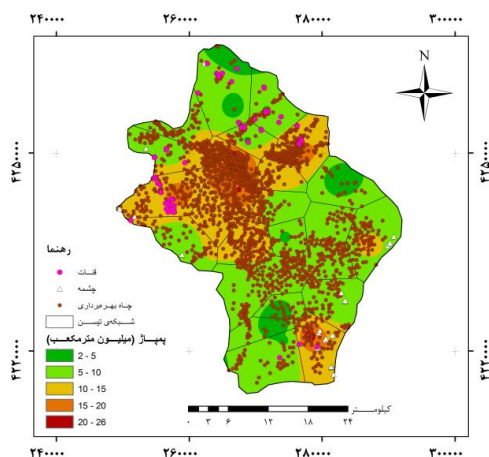 ۲۴۰۰۰۰ ۲۶۰۰۰۰ ۲۸۰۰۰۰ ۳۰۰۰۰۰
N
۴۲۵۰۰۰۰ ۴۲۵۰۰۰۰
رهنما
قنات
چشمه
چاه بهره‌برداری
شبکه‌ی تیسن
پمپاژ (میلیون مترمکعب)
2 - 5
5 - 10
10 - 15
15 - 20
20 - 26
۴۲۲۰۰۰۰ ۴۲۲۰۰۰۰
کیلومتر
۰ ۳ ۶ ۱۲ ۱۸ ۲۴
۲۴۰۰۰۰ ۲۶۰۰۰۰ ۲۸۰۰۰۰ ۳۰۰۰۰۰